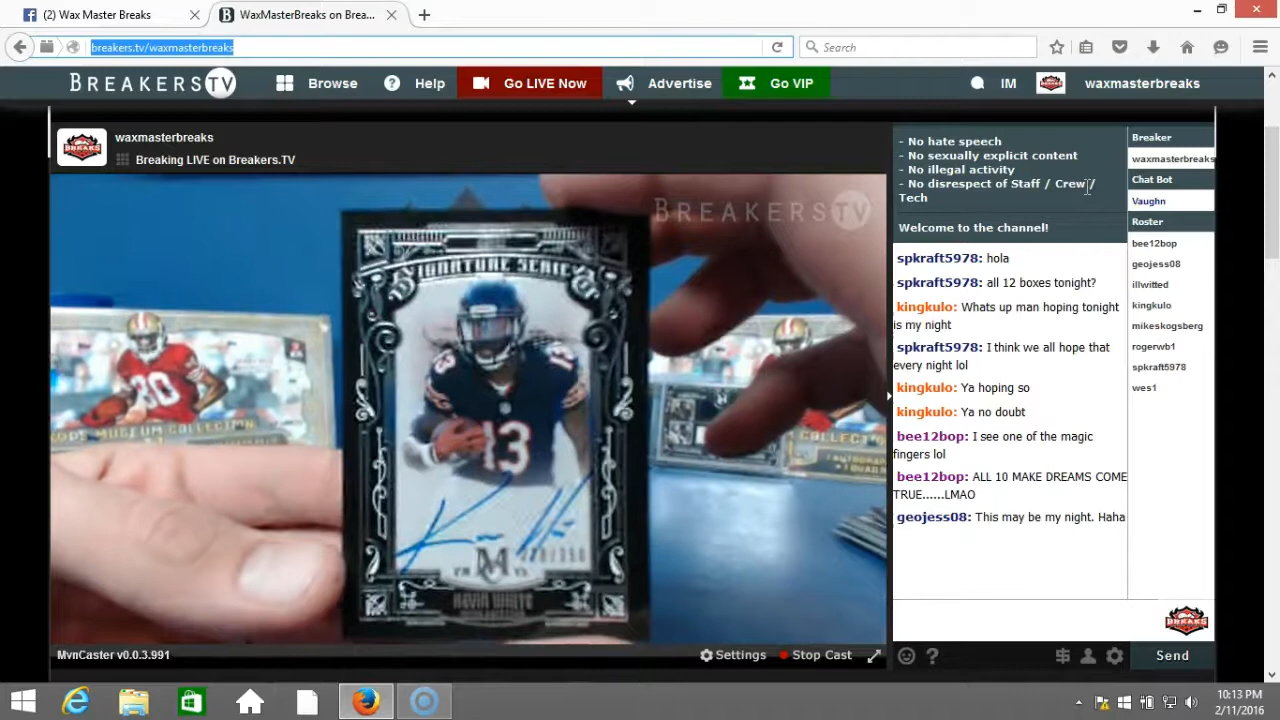 (2) Wax Master Breaks
WaxMasterBreaks on Brea...
breakers.tv/waxmasterbreaks
Search
BREAKERS TV
Browse
Help
Go LIVE Now
Advertise
Go VIP
IM
waxmasterbreaks
waxmasterbreaks
Breaking LIVE on Breakers.TV
BREAKERS TV
SIGNATURE SERIES
13
KEVIN WHITE
80
MUSEUM COLLECTION
COLLECTION
- No hate speech
- No sexually explicit content
- No illegal activity
- No disrespect of Staff / Crew /
Tech
Welcome to the channel!
spkraft5978: hola
spkraft5978: all 12 boxes tonight?
kingkulo: Whats up man hoping tonight
is my night
spkraft5978: I think we all hope that
every night lol
kingkulo: Ya hoping so
kingkulo: Ya no doubt
bee12bop: I see one of the magic
fingers lol
bee12bop: ALL 10 MAKE DREAMS COME
TRUE......LMAO
geojess08: This may be my night. Haha
Breaker
waxmasterbreaks
Chat Bot
Vaughn
Roster
bee12bop
geojess08
illwitted
kingkulo
mikeskogsberg
rogerwb1
spkraft5978
wes1
BREAKS
Send
MvnCaster v0.0.3.991
Settings
Stop Cast
10:13 PM
2/11/2016